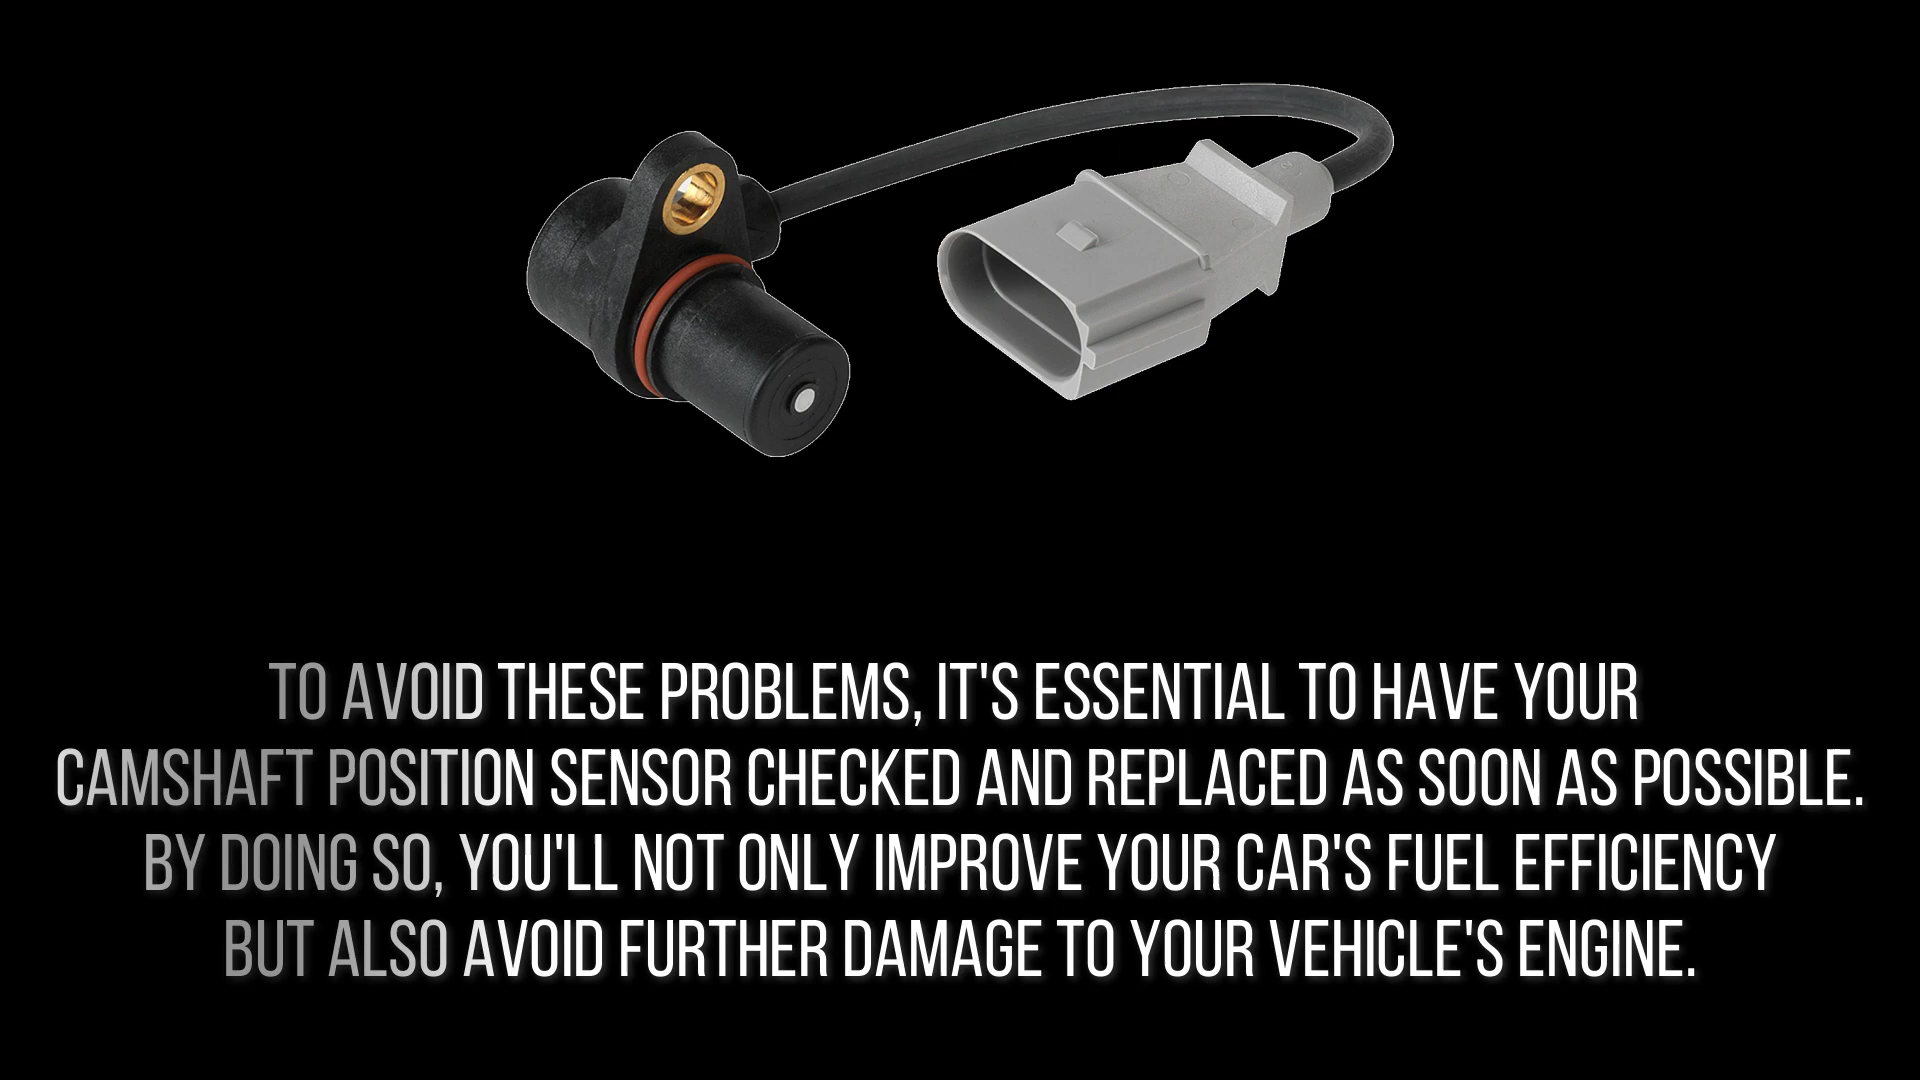 TO AVOID THESE PROBLEMS, IT'S ESSENTIAL TO HAVE YOUR
CAMSHAFT POSITION SENSOR CHECKED AND REPLACED AS SOON AS POSSIBLE.
BY DOING SO, YOU'LL NOT ONLY IMPROVE YOUR CAR'S FUEL EFFICIENCY
BUT ALSO AVOID FURTHER DAMAGE TO YOUR VEHICLE'S ENGINE.